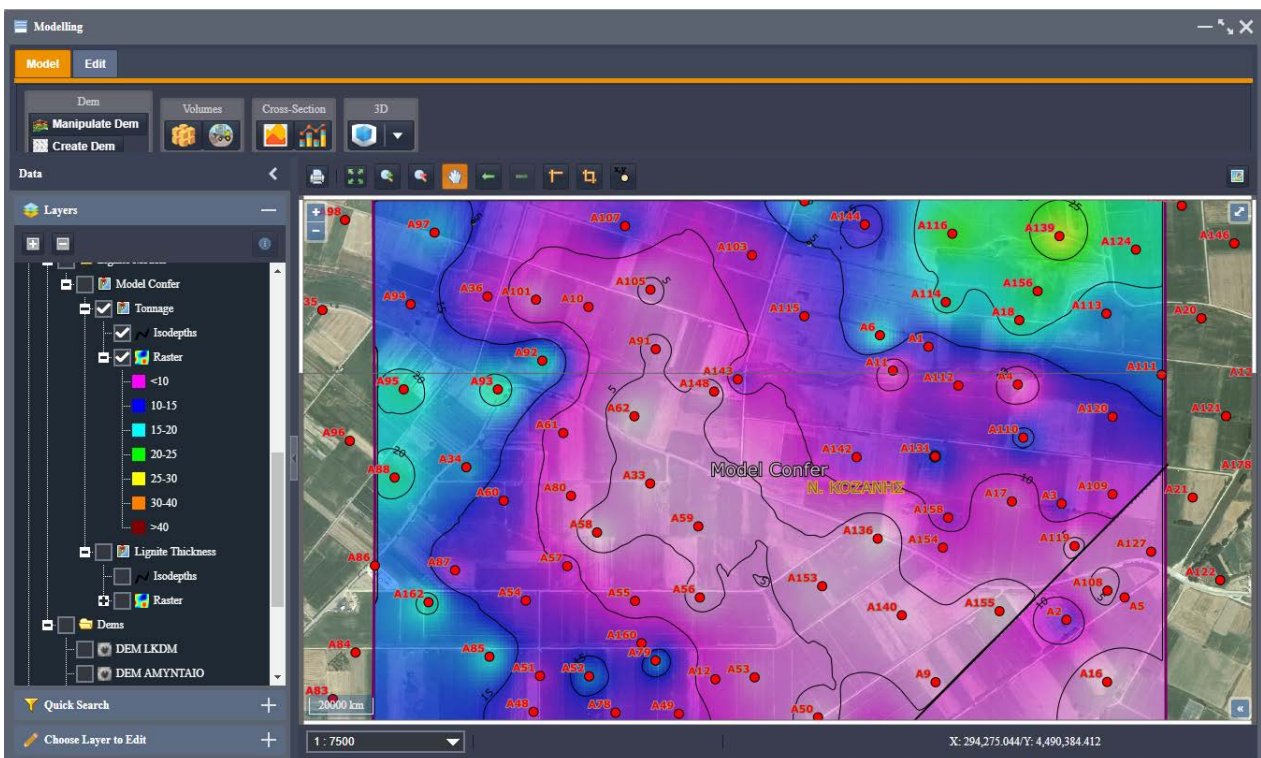 Modelling
Model Edit
Dem
Manipulate Dem
Create Dem
Volumes
Cross-Section
3D
Data
Layers
Model Confer
Tonnage
Isodepths
Raster
<10
10-15
15-20
20-25
25-30
30-40
>40
Lignite Thickness
Isodepths
Raster
Dems
DEM LKDM
DEM AMYNTAIO
Quick Search
Choose Layer to Edit
X,Y
+
-
A98 A97 A107 A144 A116 A139 A124 A146
A103
A94 A36 A101 A10 A105 A115 A114 A156 A18 A113 A20
A6 A1
A92 A91 A11 A111
A95 A93 A148 A143 A112 A4
A62 A120 A121
A96 A61 A110
A142 A131
A88 A34 A33 Model Confer A178
N. ΚΟΖΑΝΗΣ
A60 A80 A17 A3 A109 A21
A58 A59 A136 A158
A86 A87 A57 A154 A119 A127
A122
A162 A54 A55 A56 A153 A108 A5
A140 A155 A2
A84 A85 A160 A79
A51 A52 A12 A53 A9 A16
A83 A48 A78 A49 A50
20000 km
1 : 7500
X: 294,275.044/Y: 4,490,384.412